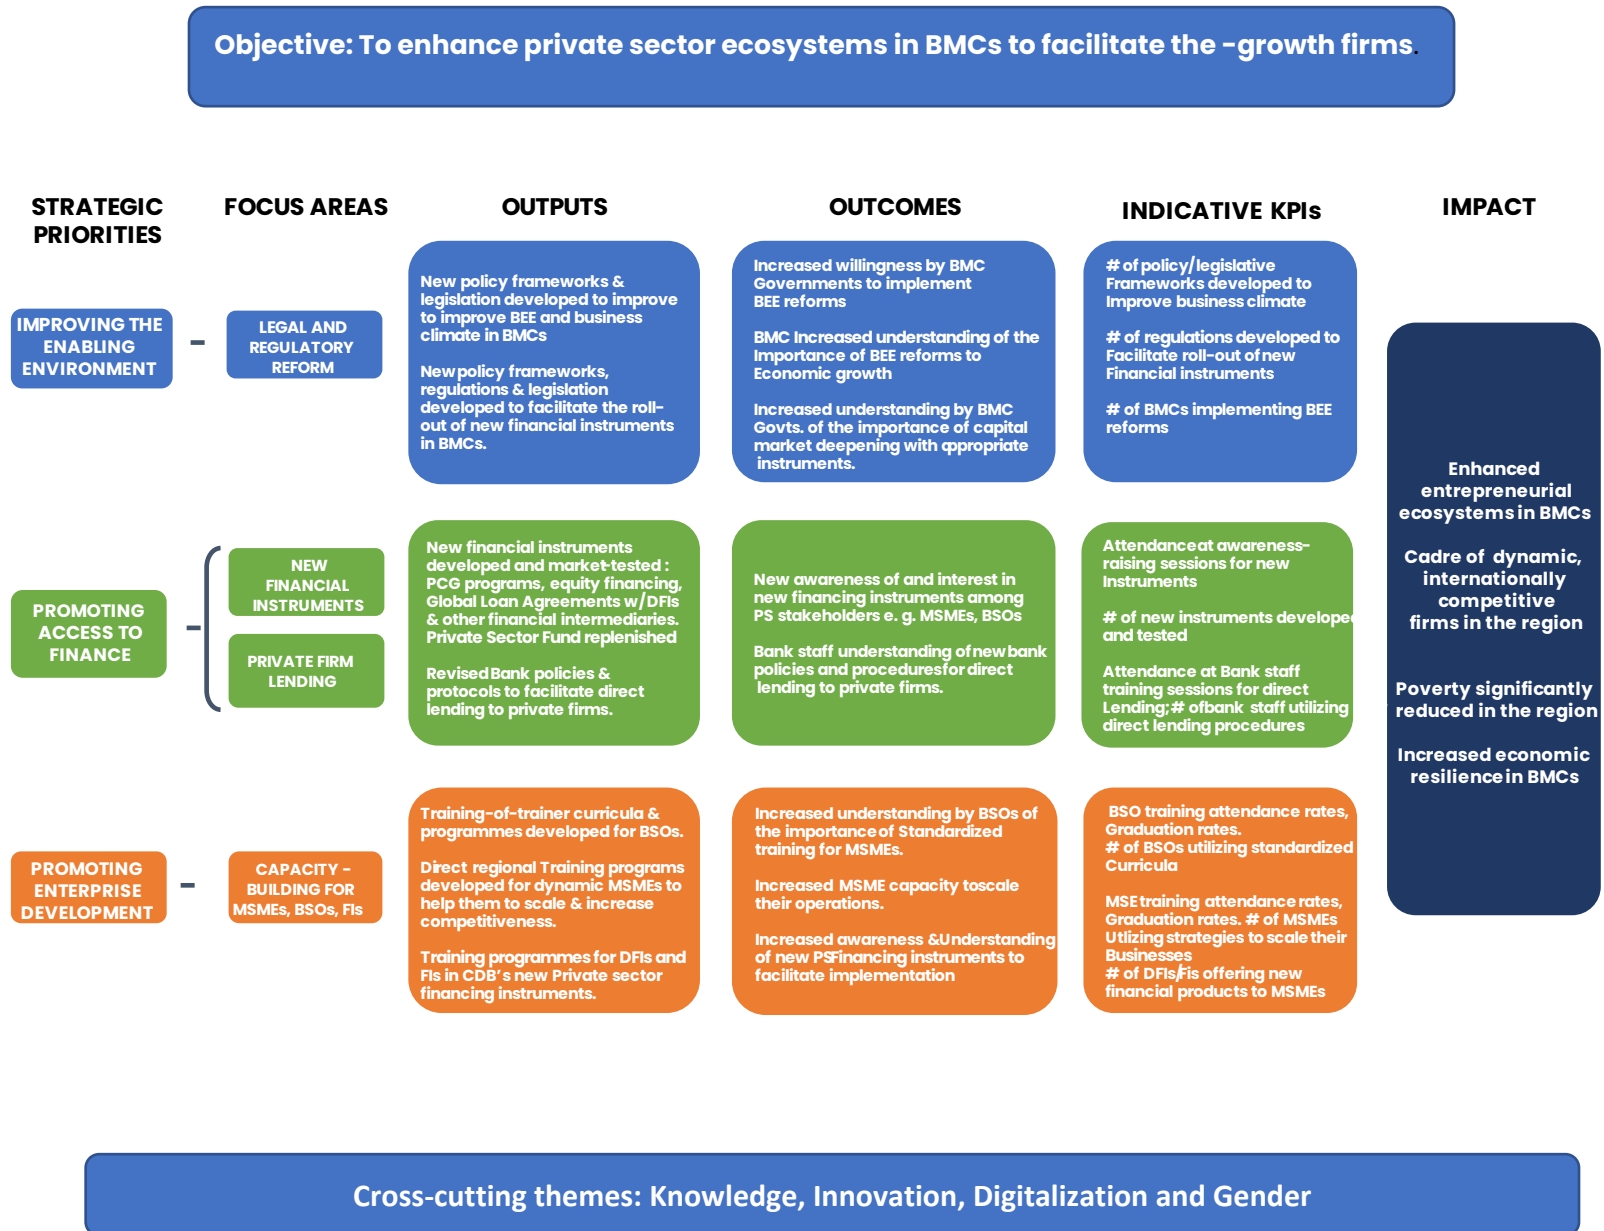 Objective: To enhance private sector ecosystems in BMCs to facilitate the -growth firms.
STRATEGIC
PRIORITIES
FOCUS AREAS
OUTPUTS
OUTCOMES
INDICATIVE KPIs
IMPACT
IMPROVING THE
ENABLING
ENVIRONMENT
-
LEGAL AND
REGULATORY
REFORM
New policy frameworks &
legislation developed to improve
to improve BEE and business
climate in BMCs
New policy frameworks,
regulations & legislation
developed to facilitate the roll-
out of new financial instruments
in BMCs.
Increased willingness by BMC
Governments to implement
BEE reforms
BMC Increased understanding of the
Importance of BEE reforms to
Economic growth
Increased understanding by BMC
Govts. of the importance of capital
market deepening with appropriate
instruments.
# of policy/legislative
Frameworks developed to
Improve business climate
# of regulations developed to
Facilitate roll-out of new
Financial instruments
# of BMCs implementing BEE
reforms
PROMOTING
ACCESS TO
FINANCE
-
NEW
FINANCIAL
INSTRUMENTS
PRIVATE FIRM
LENDING
New financial instruments
developed and market-tested :
PCG programs, equity financing,
Global Loan Agreements w/DFIs
& other financial intermediaries.
Private Sector Fund replenished
Revised Bank policies &
protocols to facilitate direct
lending to private firms.
New awareness of and interest in
new financing instruments among
PS stakeholders e. g. MSMEs, BSOs
Bank staff understanding of new bank
policies and procedures for direct
lending to private firms.
Attendance at awareness-
raising sessions for new
Instruments
# of new instruments developed
and tested
Attendance at Bank staff
training sessions for direct
Lending; # of bank staff utilizing
direct lending procedures
PROMOTING
ENTERPRISE
DEVELOPMENT
-
CAPACITY -
BUILDING FOR
MSMEs, BSOs, FIs
Training-of-trainer curricula &
programmes developed for BSOs.
Direct regional Training programs
developed for dynamic MSMEs to
help them to scale & increase
competitiveness.
Training programmes for DFIs and
FIs in CDB's new Private sector
financing instruments.
Increased understanding by BSOs of
the importance of Standardized
training for MSMEs.
Increased MSME capacity to scale
their operations.
Increased awareness & Understanding
of new PS Financing instruments to
facilitate implementation
BSO training attendance rates,
Graduation rates.
# of BSOs utilizing standardized
Curricula
MSE training attendance rates,
Graduation rates. # of MSMEs
Utlizing strategies to scale their
Businesses
# of DFIs/Fis offering new
financial products to MSMEs
Enhanced
entrepreneurial
ecosystems in BMCs
Cadre of dynamic,
internationally
competitive
firms in the region
Poverty significantly
reduced in the region
Increased economic
resilience in BMCs
Cross-cutting themes: Knowledge, Innovation, Digitalization and Gender